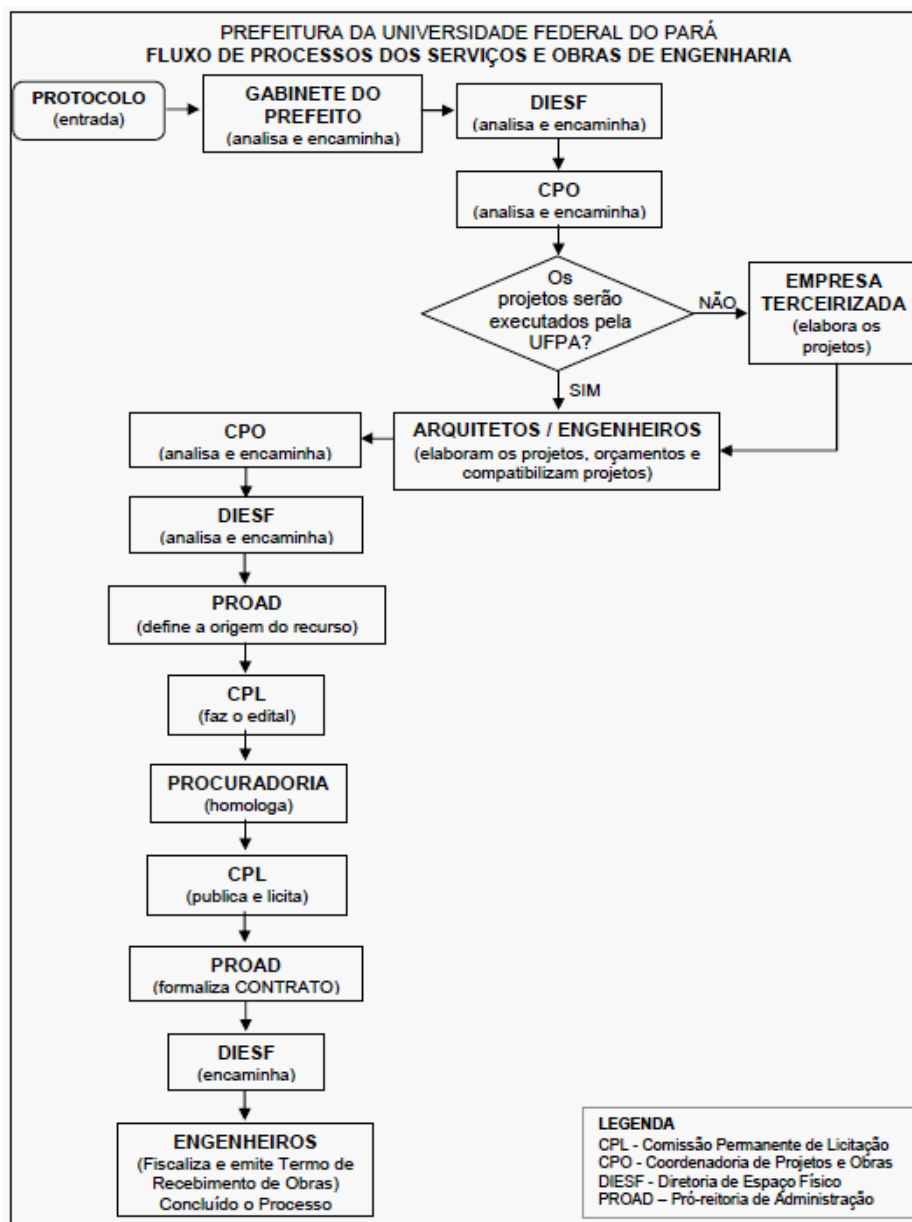 PREFEITURA DA UNIVERSIDADE FEDERAL DO PARÁ
FLUXO DE PROCESSOS DOS SERVIÇOS E OBRAS DE ENGENHARIA
PROTOCOLO
(entrada)
GABINETE DO
PREFEITO
(analisa e encaminha)
DIESF
(analisa e encaminha)
CPO
(analisa e encaminha)
Os
projetos serão
executados pela
UFPA?
NÃO
EMPRESA
TERCEIRIZADA
(elabora os
projetos)
SIM
ARQUITETOS / ENGENHEIROS
(elaboram os projetos, orçamentos e
compatibilizam projetos)
CPO
(analisa e encaminha)
DIESF
(analisa e encaminha)
PROAD
(define a origem do recurso)
CPL
(faz o edital)
PROCURADORIA
(homologa)
CPL
(publica e licita)
PROAD
(formaliza CONTRATO)
DIESF
(encaminha)
ENGENHEIROS
(Fiscaliza e emite Termo de
Recebimento de Obras)
Concluído o Processo
LEGENDA
CPL - Comissão Permanente de Licitação
CPO - Coordenadoria de Projetos e Obras
DIESF - Diretoria de Espaço Físico
PROAD – Pró-reitoria de Administração